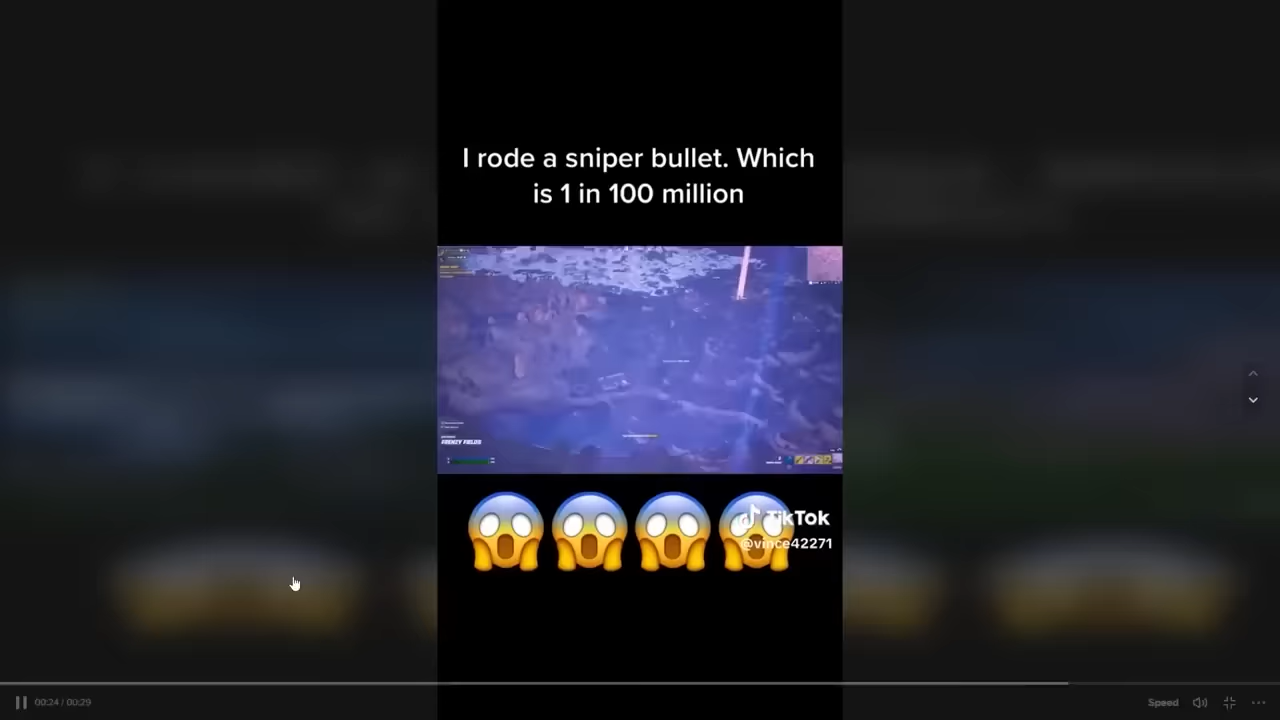 I rode a sniper bullet. Which
is 1 in 100 million
FRENZY FIELDS
TikTok
@vince42271
00:24 / 00:29
Speed